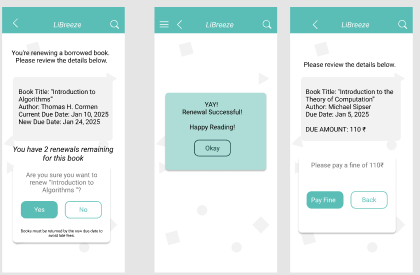 LiBreeze
You're renewing a borrowed book.
Please review the details below.
Book Title: "Introduction to
Algorithms"
Author: Thomas H. Cormen
Current Due Date: Jan 10, 2025
New Due Date: Jan 24, 2025
You have 2 renewals remaining
for this book
Are you sure you want to
renew "Introduction to
Algorithms "?
Yes
No
Books must be returned by the new due date to
avoid late fees.
LiBreeze
YAY!
Renewal Successful!
Happy Reading!
Okay
LiBreeze
Please review the details below.
Book Title: "Introduction to the
Theory of Computation"
Author: Michael Sipser
Due Date: Jan 5, 2025
DUE AMOUNT: 110 ₹
Please pay a fine of 110₹
Pay Fine
Back